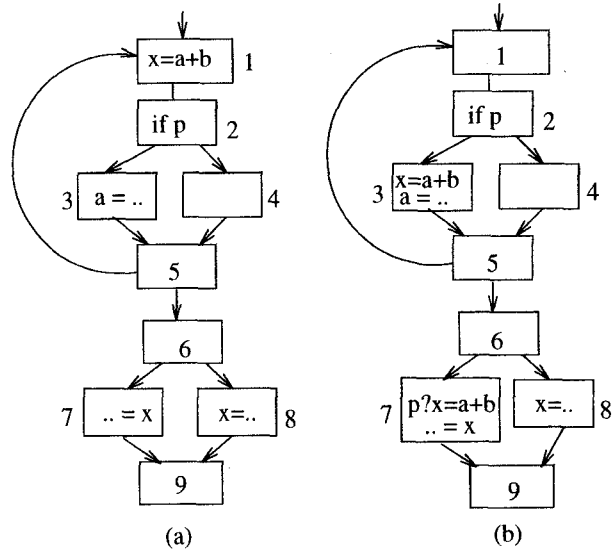 x=a+b 1
if p 2
3 a = .. 4
5
6
7 .. = x x=.. 8
9
(a)
1
if p 2
3 x=a+b
a = .. 4
5
6
7 p?x=a+b
.. = x x=.. 8
9
(b)